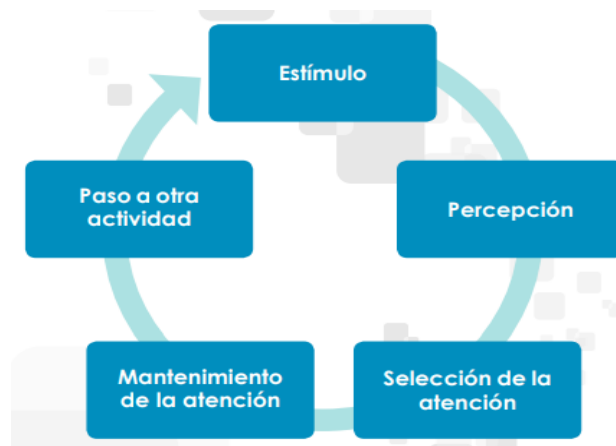 Estímulo
Percepción
Selección de la
atención
Mantenimiento
de la atención
Paso a otra
actividad